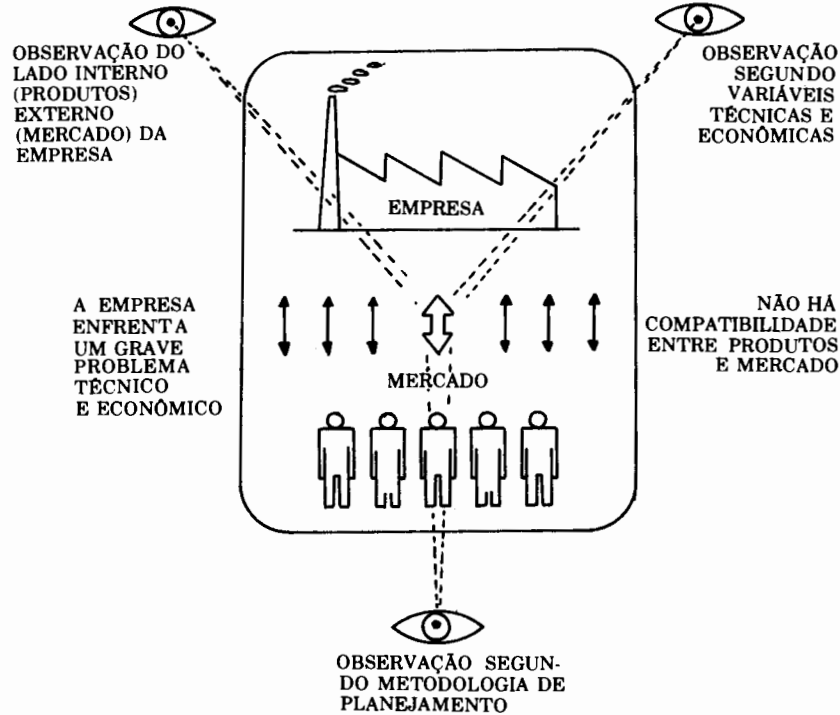 OBSERVAÇÃO DO
LADO INTERNO
(PRODUTOS)
EXTERNO
(MERCADO) DA
EMPRESA
OBSERVAÇÃO
SEGUNDO
VARIÁVEIS
TÉCNICAS E
ECONÔMICAS
EMPRESA
A EMPRESA
ENFRENTA
UM GRAVE
PROBLEMA
TÉCNICO
E ECONÔMICO
NÃO HÁ
COMPATIBILIDADE
ENTRE PRODUTOS
E MERCADO
MERCADO
OBSERVAÇÃO SEGUN-
DO METODOLOGIA DE
PLANEJAMENTO